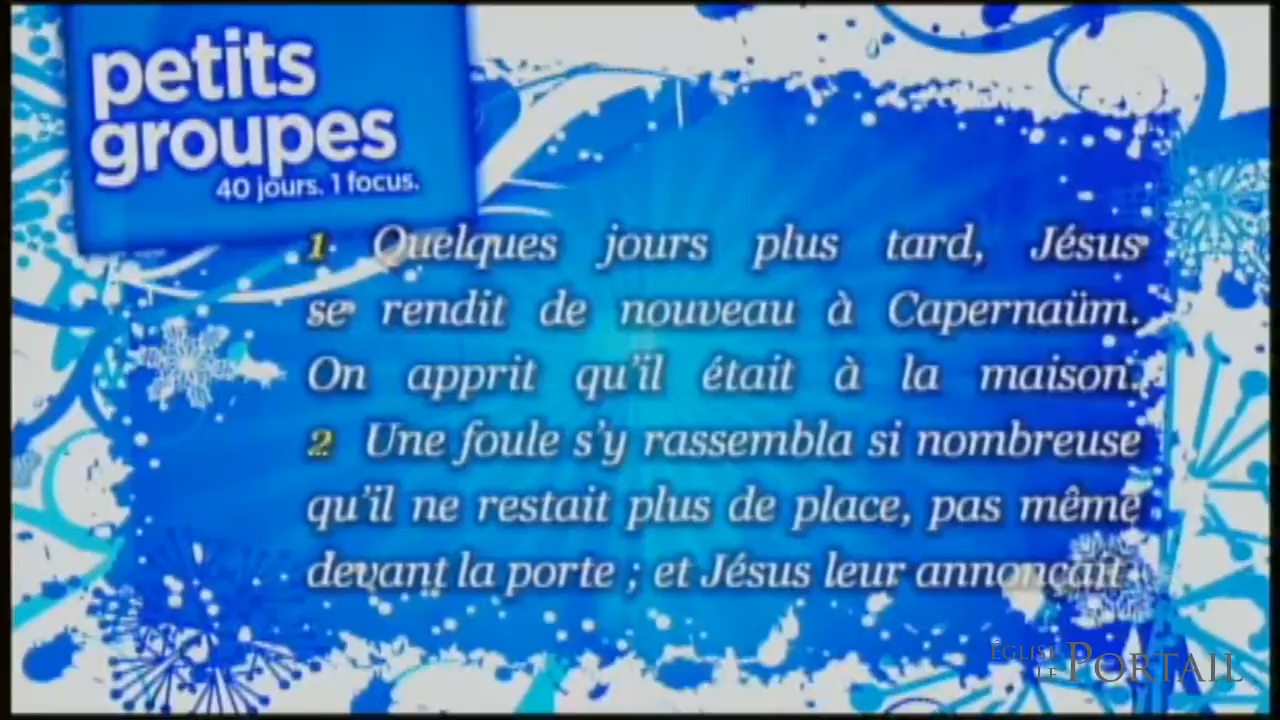 petits
groupes
40 jours. 1 focus.
1 Quelques jours plus tard, Jésus
se rendit de nouveau à Capernaüm.
On apprit qu'il était à la maison.
2 Une foule s'y rassembla si nombreuse
qu'il ne restait plus de place, pas même
devant la porte ; et Jésus leur annonçait
ÉGLISE
LE PORTAIL